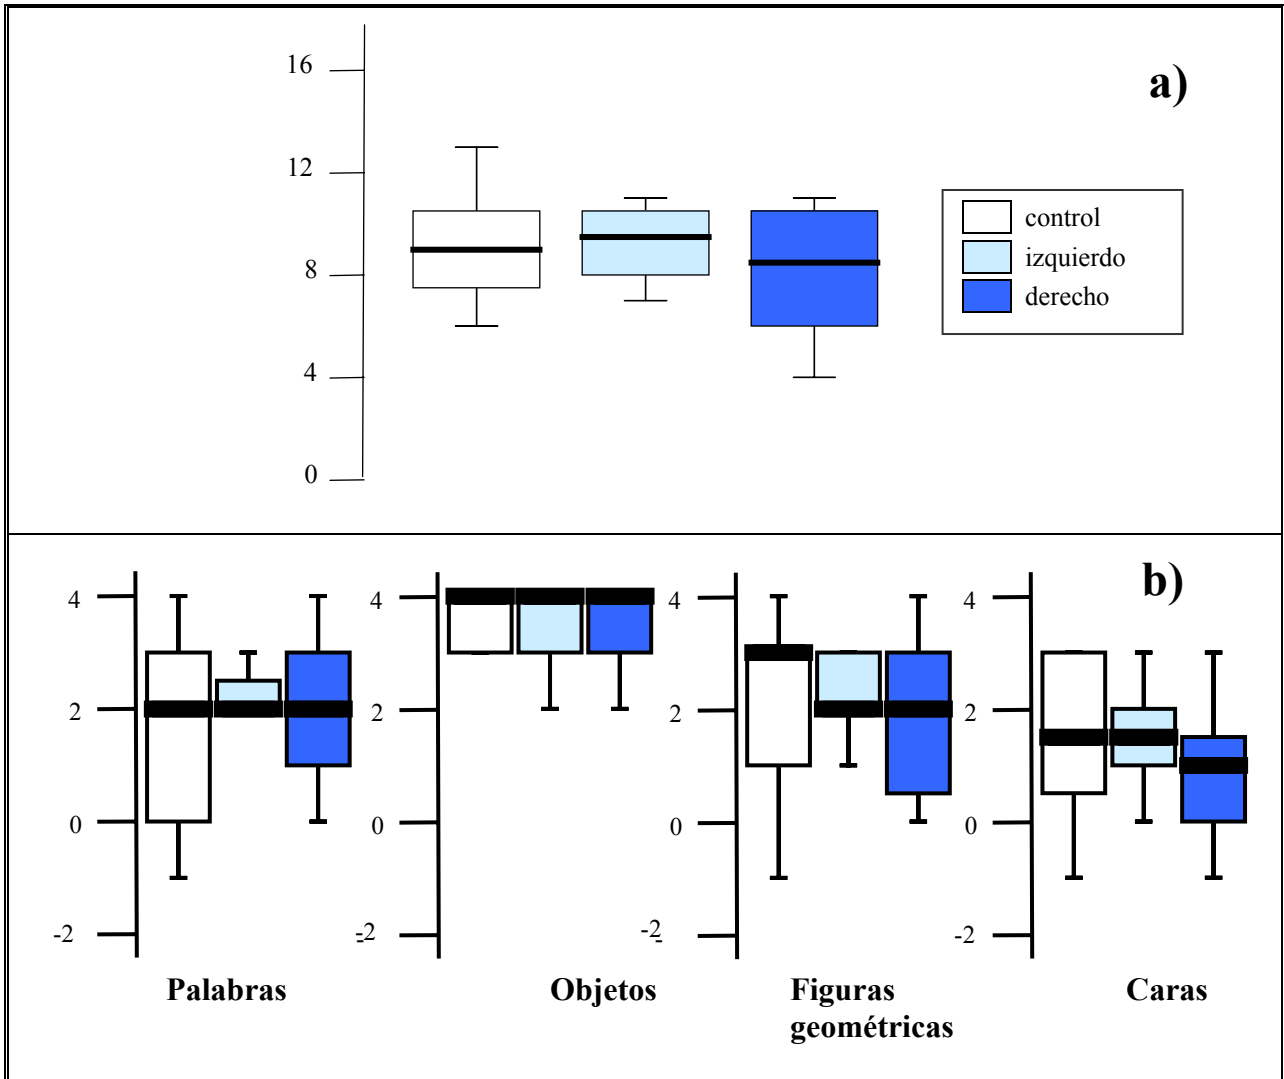 a)
16
12
8
4
0
control
izquierdo
derecho
b)
4
2
0
-2
Palabras
4
2
0
-2
Objetos
4
2
0
-2
Figuras
geométricas
4
2
0
-2
Caras